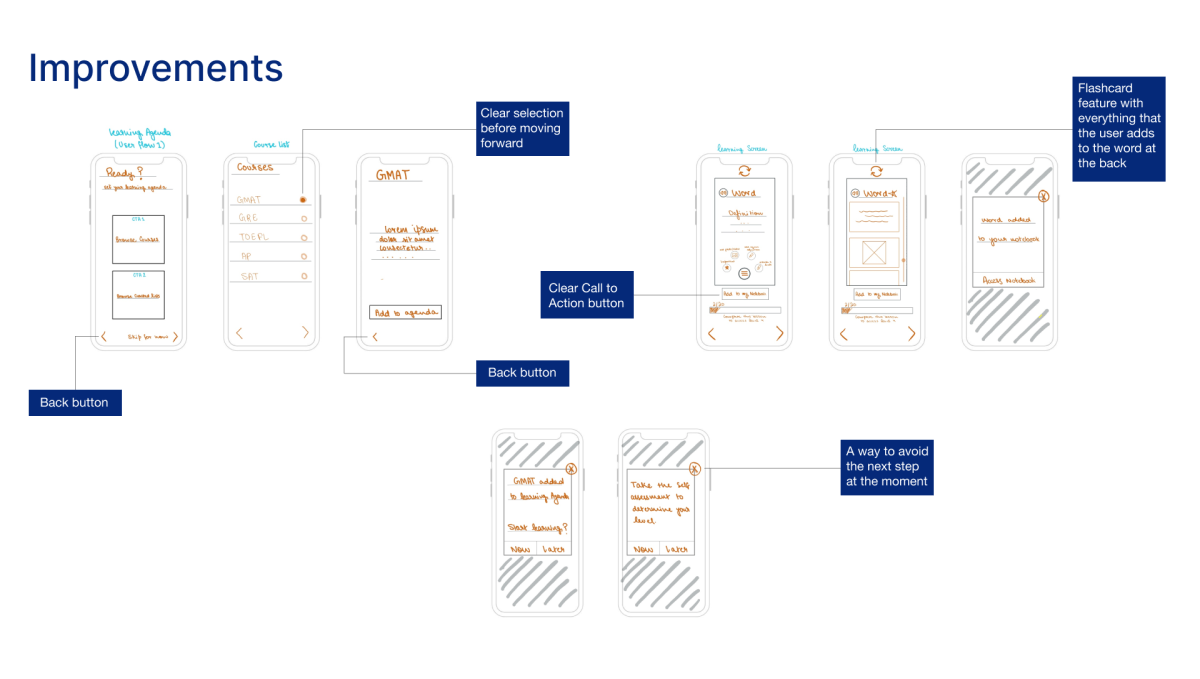 Improvements
Clear selection
before moving
forward
Flashcard
feature with
everything that
the user adds
to the word at
the back
Learning Agenda
(User Flow 2)
Ready?
set your learning agenda
CTA 1
Browse Courses
CTA 2
Skip for now
Course List
Courses
GMAT
GRE
TOEFL
AP
SAT
GMAT
lorem ipsum
dolor sit amet
consectetur..
Add to agenda
Back button
Back button
Clear Call to
Action button
learning Screen
Word
Definition
Add to my Notebook
learning Screen
Word-A
Add to my Notebook
word added
to your notebook
Access Notebook
GMAT added
to learning Agenda
Start learning?
Now
Later
Take the self
assessment to
determine your
level
Now
Later
A way to avoid
the next step
at the moment